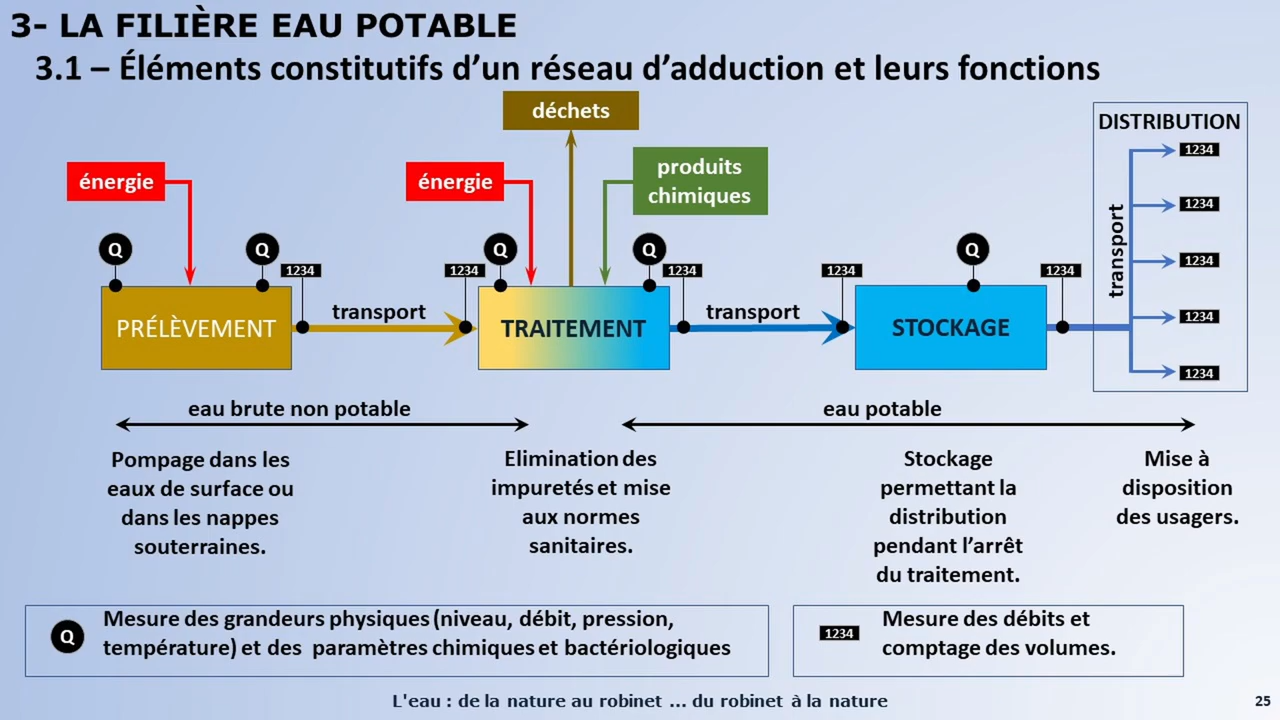 3- LA FILIÈRE EAU POTABLE
3.1 – Éléments constitutifs d’un réseau d’adduction et leurs fonctions
déchets
DISTRIBUTION
énergie
énergie
produits
chimiques
1234
1234
1234
1234
1234
transport
Q
Q
Q
Q
Q
1234
1234
1234
1234
1234
PRÉLÈVEMENT
transport
TRAITEMENT
transport
STOCKAGE
eau brute non potable
eau potable
Pompage dans les
eaux de surface ou
dans les nappes
souterraines.
Elimination des
impuretés et mise
aux normes
sanitaires.
Stockage
permettant la
distribution
pendant l’arrêt
du traitement.
Mise à
disposition
des usagers.
Q
Mesure des grandeurs physiques (niveau, débit, pression,
température) et des paramètres chimiques et bactériologiques
1234
Mesure des débits et
comptage des volumes.
L'eau : de la nature au robinet ... du robinet à la nature
25